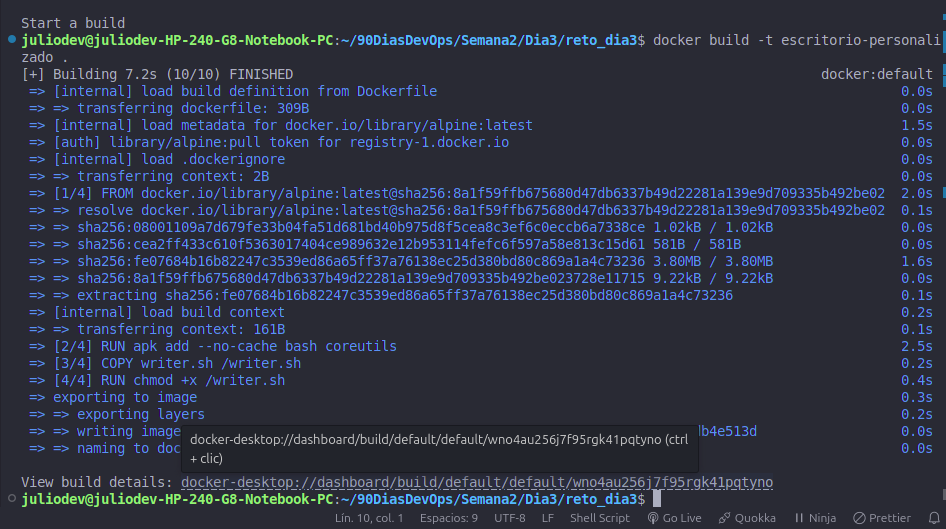 Start a build
juliodev@juliodev-HP-240-G8-Notebook-PC:~/90DiasDevOps/Semana2/Dia3/reto_dia3$ docker build -t escritorio-personali
zado .
[+] Building 7.2s (10/10) FINISHED docker:default
=> [internal] load build definition from Dockerfile 0.0s
=> => transferring dockerfile: 309B 0.0s
=> [internal] load metadata for docker.io/library/alpine:latest 1.5s
=> [auth] library/alpine:pull token for registry-1.docker.io 0.0s
=> [internal] load .dockerignore 0.0s
=> => transferring context: 2B 0.0s
=> [1/4] FROM docker.io/library/alpine:latest@sha256:8a1f59ffb675680d47db6337b49d22281a139e9d709335b492be02 2.0s
=> => resolve docker.io/library/alpine:latest@sha256:8a1f59ffb675680d47db6337b49d22281a139e9d709335b492be02 0.1s
=> => sha256:08001109a7d679fe33b04fa51d681bd40b975d8f5cea8c3ef6c0eccb6a7338ce 1.02kB / 1.02kB 0.0s
=> => sha256:cea2ff433c610f5363017404ce989632e12b953114fefc6f597a58e813c15d61 581B / 581B 0.0s
=> => sha256:fe07684b16b82247c3539ed86a65ff37a76138ec25d380bd80c869a1a4c73236 3.80MB / 3.80MB 1.6s
=> => sha256:8a1f59ffb675680d47db6337b49d22281a139e9d709335b492be023728e11715 9.22kB / 9.22kB 0.0s
=> => extracting sha256:fe07684b16b82247c3539ed86a65ff37a76138ec25d380bd80c869a1a4c73236 0.1s
=> [internal] load build context 0.2s
=> => transferring context: 161B 0.1s
=> [2/4] RUN apk add --no-cache bash coreutils 2.5s
=> [3/4] COPY writer.sh /writer.sh 0.2s
=> [4/4] RUN chmod +x /writer.sh 0.4s
=> exporting to image 0.3s
=> => exporting layers 0.2s
=> => writing image lb4e513d 0.0s
=> => naming to doc 0.0s
docker-desktop://dashboard/build/default/default/wno4au256j7f95rgk41pqtyno (ctrl
+ clic)
View build details: docker-desktop://dashboard/build/default/default/wno4au256j7f95rgk41pqtyno
juliodev@juliodev-HP-240-G8-Notebook-PC:~/90DiasDevOps/Semana2/Dia3/reto_dia3$
Lín. 10, col. 1 Espacios: 9 UTF-8 LF Shell Script Go Live Quokka Ninja Prettier